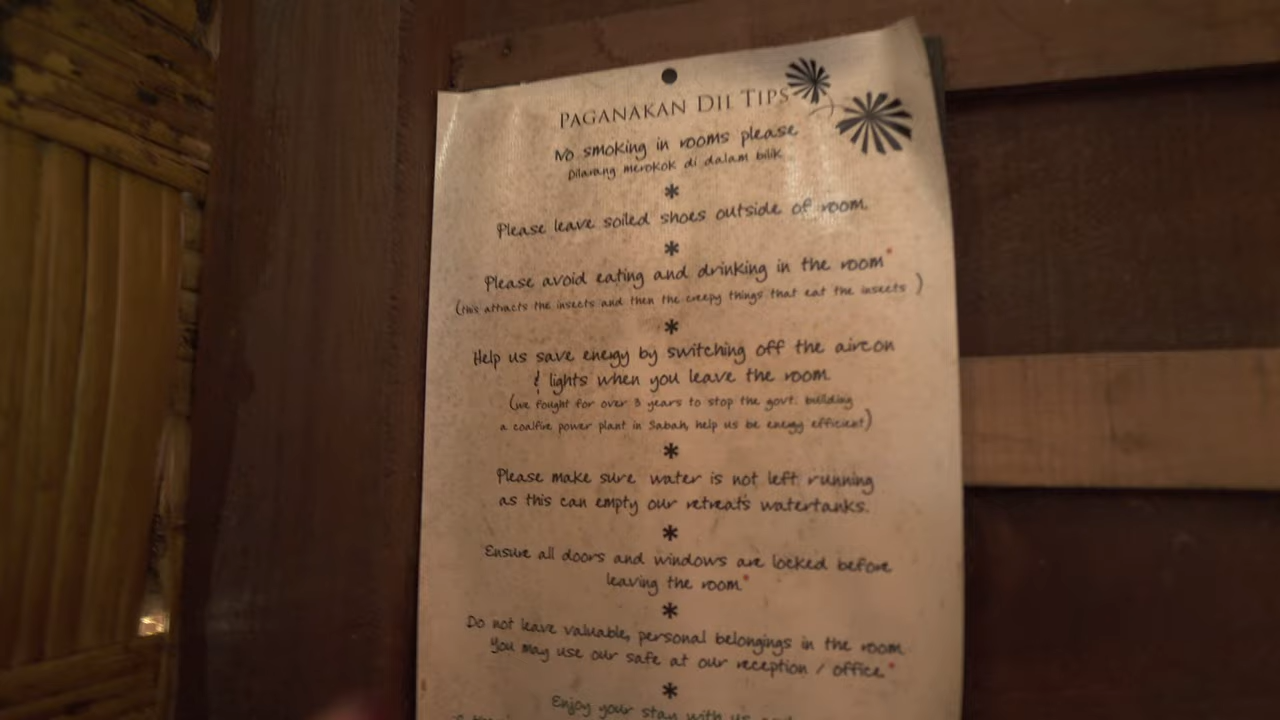 PAGANAKAN DII TIPS
No smoking in rooms please
Dilarang merokok di dalam bilik
*
Please leave soiled shoes outside of room.
*
Please avoid eating and drinking in the room*
(this attracts the insects and then the creepy things that eat the insects)
*
Help us save energy by switching off the aircon
& lights when you leave the room.
(we fought for over 3 years to stop the govt. building
a coalfire power plant in Sabah, help us be energy efficient)
*
Please make sure water is not left running
as this can empty our retreats watertanks.
*
Ensure all doors and windows are locked before
leaving the room*
*
Do not leave valuable, personal belongings in the room.
You may use our safe at our reception / office*
*
Enjoy your stay with us and